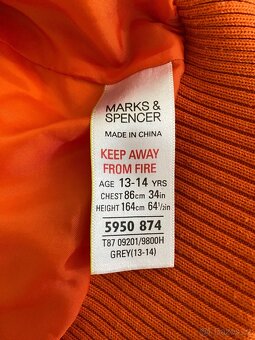 MARKS &
SPENCER
MADE IN CHINA
KEEP AWAY
FROM FIRE
AGE 13-14 YRS
CHEST 86cm 34in
HEIGHT 164cm 64½in
5950 874
T87 09201/9800H
GREY(13-14)